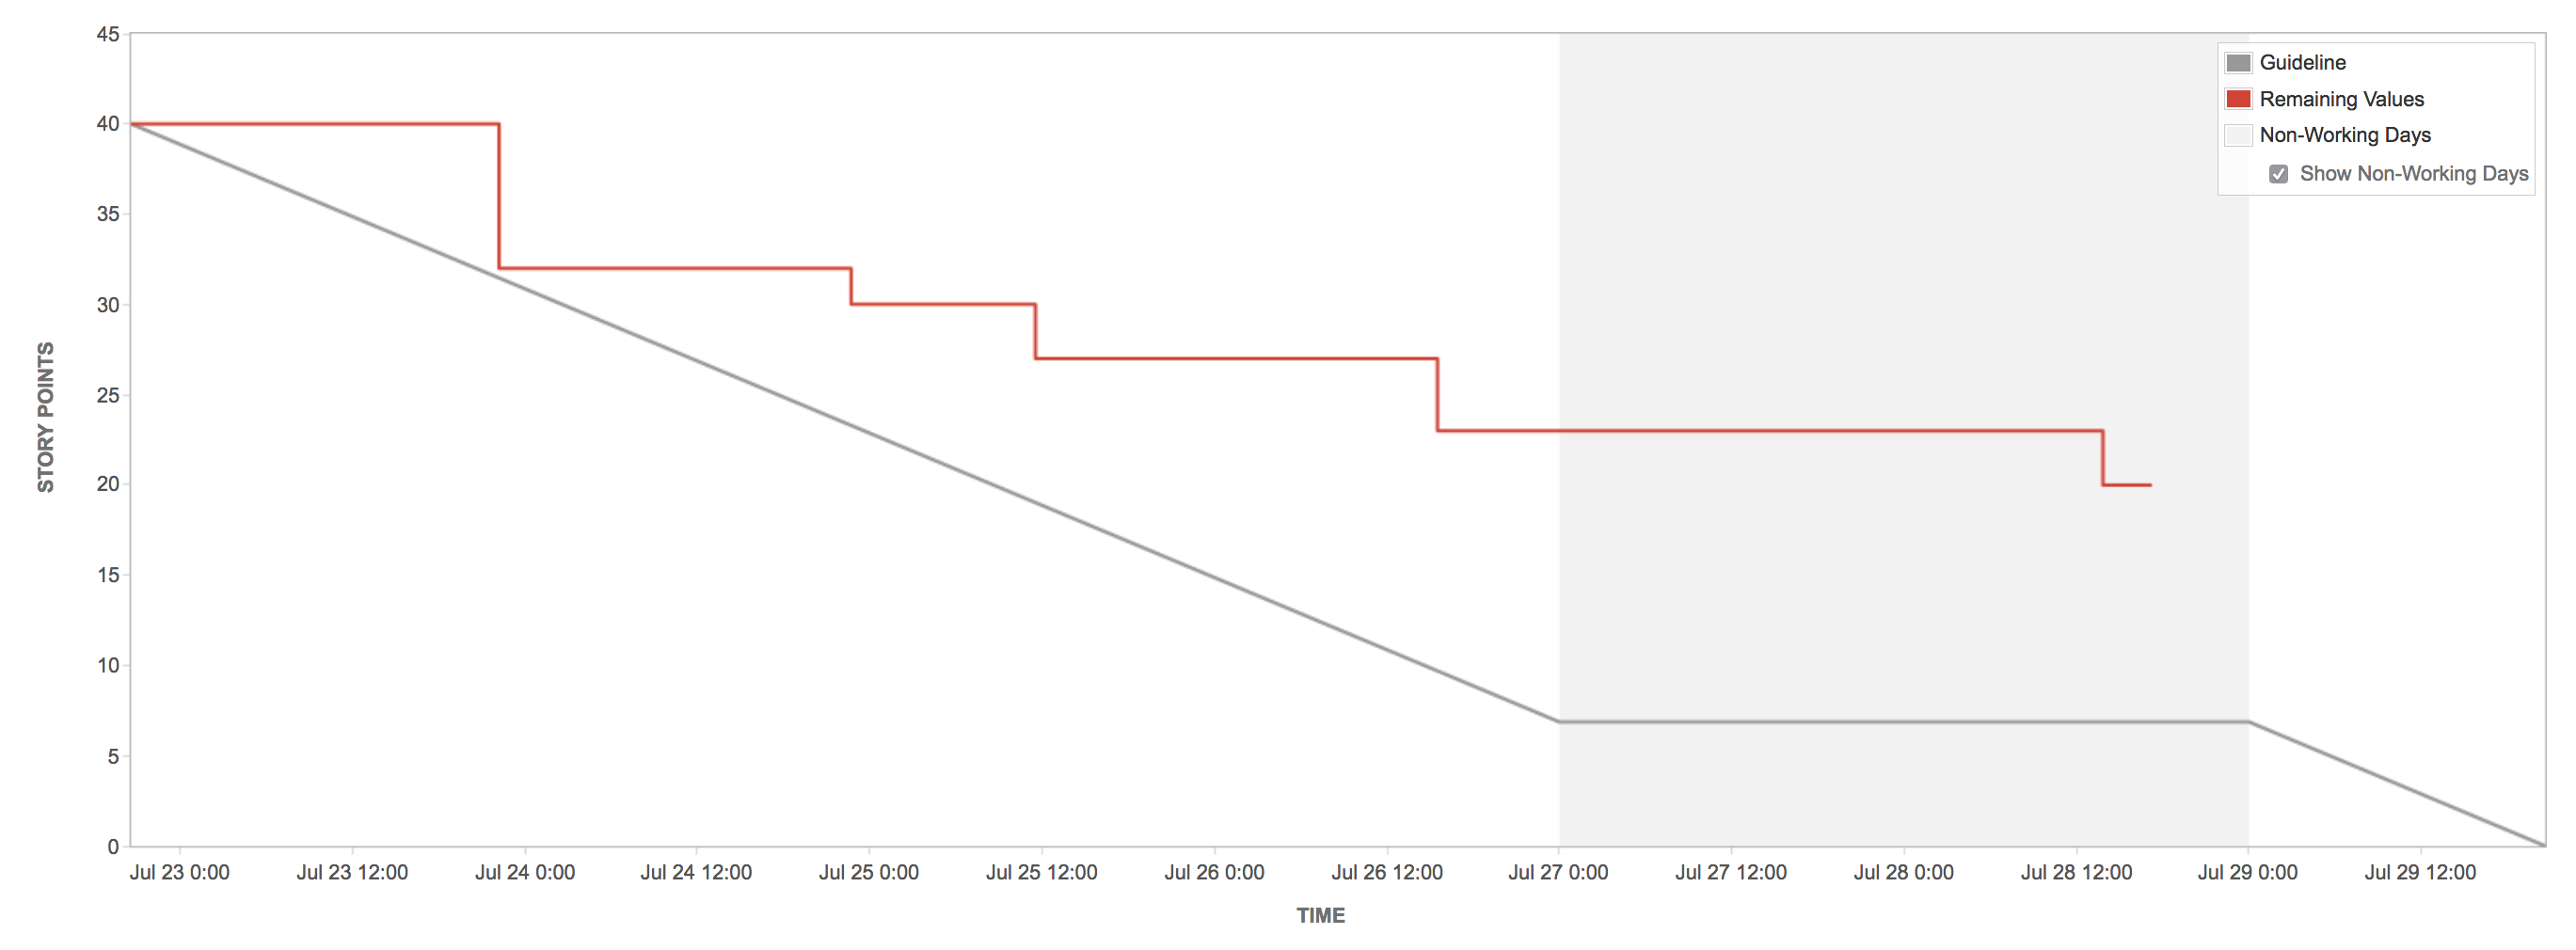 45
40
35
30
25
20
15
10
5
0
STORY POINTS
Guideline
Remaining Values
Non-Working Days
Show Non-Working Days
Jul 23 0:00 Jul 23 12:00 Jul 24 0:00 Jul 24 12:00 Jul 25 0:00 Jul 25 12:00 Jul 26 0:00 Jul 26 12:00 Jul 27 0:00 Jul 27 12:00 Jul 28 0:00 Jul 28 12:00 Jul 29 0:00 Jul 29 12:00
TIME